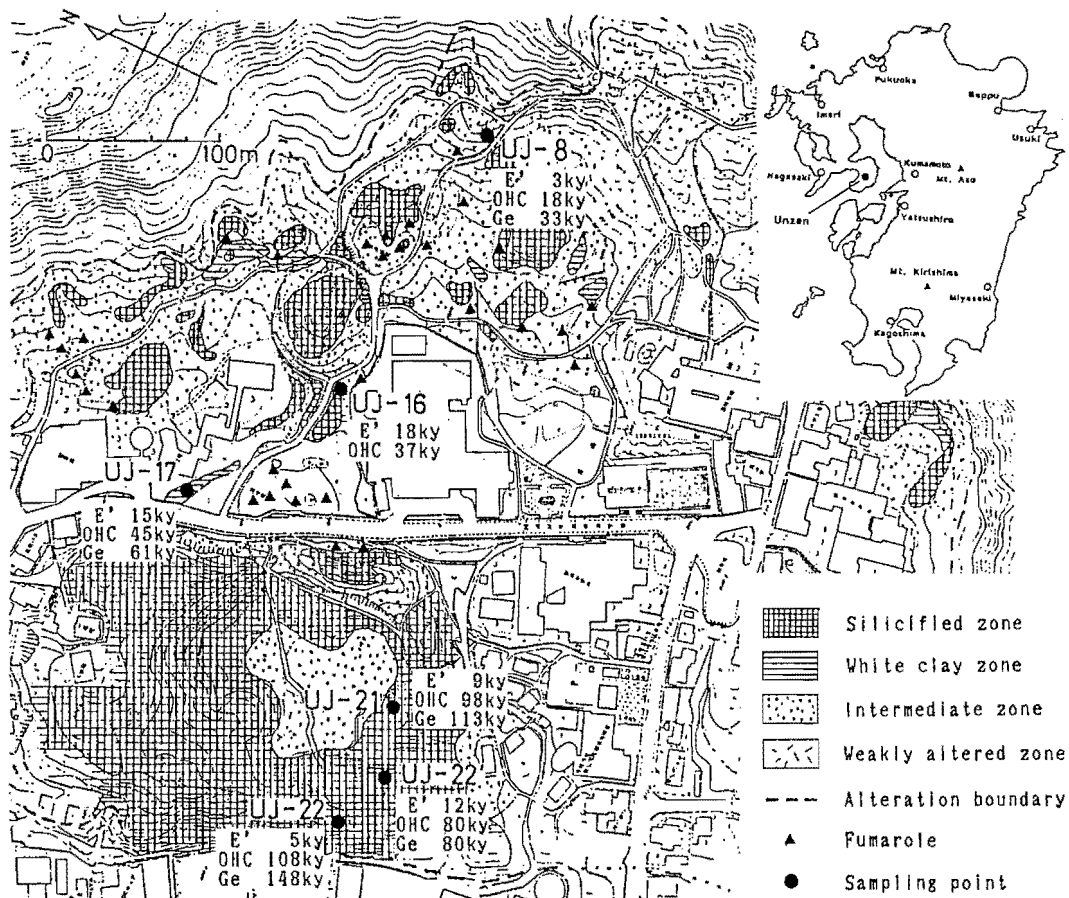 N
0 100m
UJ-8
E' 3ky
OHC 18ky
Ge 33ky
UJ-16
E' 18ky
OHC 37ky
UJ-17
E' 15ky
OHC 45ky
Ge 61ky
UJ-21
E' 9ky
OHC 98ky
Ge 113ky
UJ-22
E' 12ky
OHC 80ky
Ge 80ky
UJ-22
E' 5ky
OHC 108ky
Ge 148ky
Fukuoka
Beppu
Imari
Usuki
Kumamoto
Mt. Aso
Nagasaki
Unzen
Yatsushiro
Mt. Kirishima
Miyazaki
Kagoshima
Silicified zone
White clay zone
Intermediate zone
Weakly altered zone
Alteration boundary
Fumarole
Sampling point